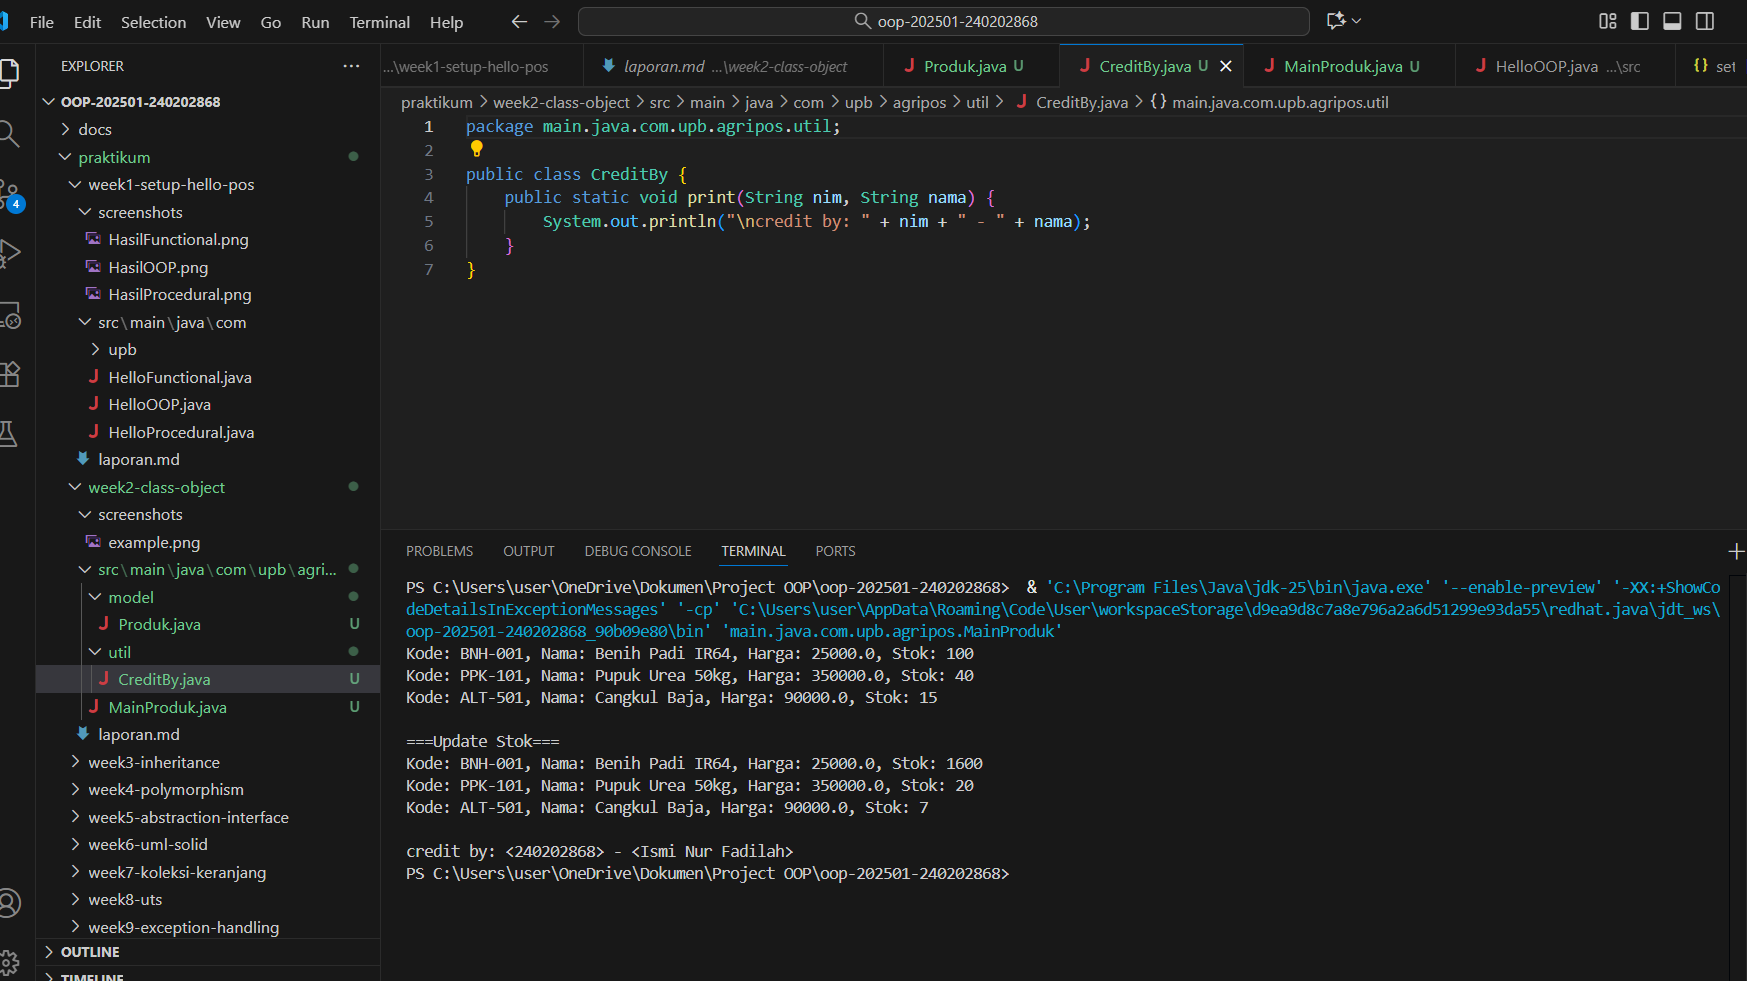 File Edit Selection View Go Run Terminal Help
oop-202501-240202868
EXPLORER
OOP-202501-240202868
docs
praktikum
week1-setup-hello-pos
screenshots
HasilFunctional.png
HasilOOP.png
HasilProcedural.png
src\main\java\com
upb
HelloFunctional.java
HelloOOP.java
HelloProcedural.java
laporan.md
week2-class-object
screenshots
example.png
src\main\java\com\upb\agri...
model
Produk.java U
util
CreditBy.java U
MainProduk.java U
laporan.md
week3-inheritance
week4-polymorphism
week5-abstraction-interface
week6-uml-solid
week7-koleksi-keranjang
week8-uts
week9-exception-handling
OUTLINE
TIMELINE
4
...\week1-setup-hello-pos laporan.md ...\week2-class-object Produk.java U CreditBy.java U MainProduk.java U HelloOOP.java ...\src {} set
praktikum > week2-class-object > src > main > java > com > upb > agripos > util > CreditBy.java > {} main.java.com.upb.agripos.util
1 package main.java.com.upb.agripos.util;
2
3 public class CreditBy {
4 public static void print(String nim, String nama) {
5 System.out.println("\ncredit by: " + nim + " - " + nama);
6 }
7 }
PROBLEMS OUTPUT DEBUG CONSOLE TERMINAL PORTS
PS C:\Users\user\OneDrive\Dokumen\Project OOP\oop-202501-240202868> & 'C:\Program Files\Java\jdk-25\bin\java.exe' '--enable-preview' '-XX:+ShowCo
deDetailsInExceptionMessages' '-cp' 'C:\Users\user\AppData\Roaming\Code\User\workspaceStorage\d9ea9d8c7a8e796a2a6d51299e93da55\redhat.java\jdt_ws\
oop-202501-240202868_90b09e80\bin' 'main.java.com.upb.agripos.MainProduk'
Kode: BNH-001, Nama: Benih Padi IR64, Harga: 25000.0, Stok: 100
Kode: PPK-101, Nama: Pupuk Urea 50kg, Harga: 350000.0, Stok: 40
Kode: ALT-501, Nama: Cangkul Baja, Harga: 90000.0, Stok: 15
===Update Stok===
Kode: BNH-001, Nama: Benih Padi IR64, Harga: 25000.0, Stok: 1600
Kode: PPK-101, Nama: Pupuk Urea 50kg, Harga: 350000.0, Stok: 20
Kode: ALT-501, Nama: Cangkul Baja, Harga: 90000.0, Stok: 7
credit by: <240202868> - <Ismi Nur Fadilah>
PS C:\Users\user\OneDrive\Dokumen\Project OOP\oop-202501-240202868>